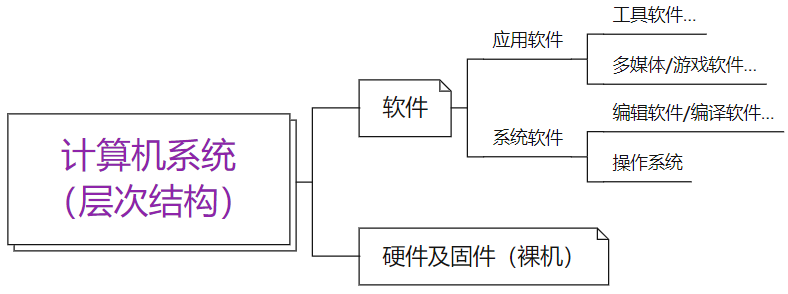 计算机系统
（层次结构）
软件
应用软件
工具软件...
多媒体/游戏软件...
系统软件
编辑软件/编译软件...
操作系统
硬件及固件（裸机）